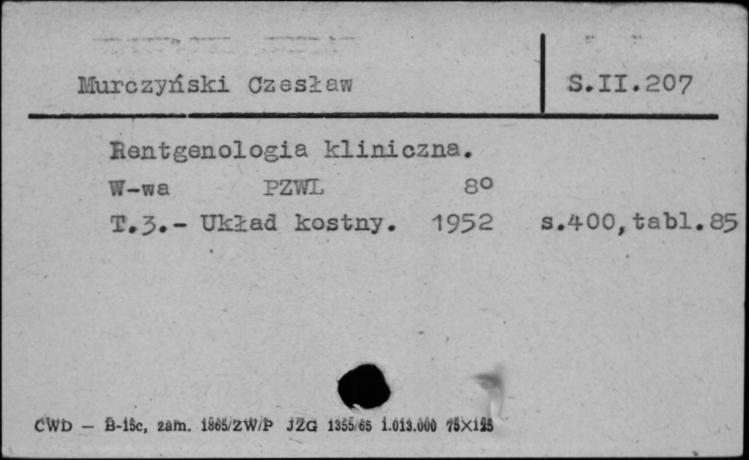 Murczyński Czesław S.II.207
Rentgenologia kliniczna.
W-wa PZWL 8º
T.3.- Układ kostny. 1952 s.400,tabl.85
CWD — B-15c, zam. 1865/ZW/P JZG 1355/65 1.013.000 75X125